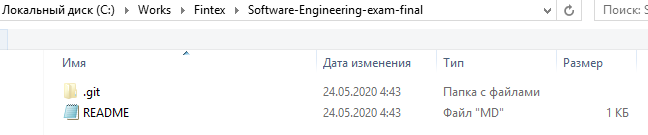 Локальный диск (C:) › Works › Fintex › Software-Engineering-exam-final
Поиск: S
Имя Дата изменения Тип Размер
.git 24.05.2020 4:43 Папка с файлами
README 24.05.2020 4:43 Файл "MD" 1 КБ